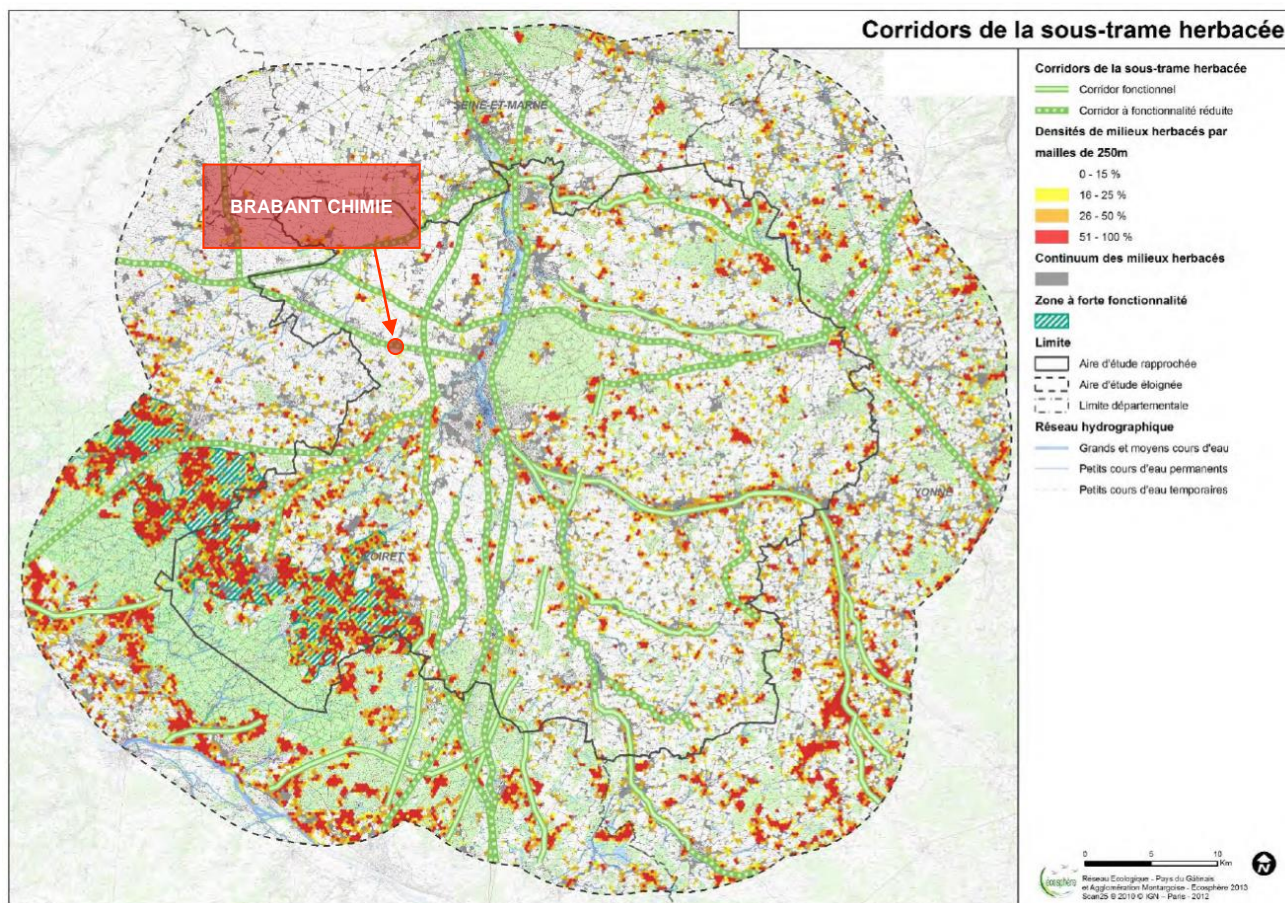 Corridors de la sous-trame herbacée
SEINE-ET-MARNE
BRABANT CHIMIE
YONNE
LOIRET
Corridors de la sous-trame herbacée
Corridor fonctionnel
Corridor à fonctionnalité réduite
Densités de milieux herbacés par
mailles de 250m
0 - 15 %
16 - 25 %
26 - 50 %
51 - 100 %
Continuum des milieux herbacés
Zone à forte fonctionnalité
Limite
Aire d'étude rapprochée
Aire d'étude éloignée
Limite départementale
Réseau hydrographique
Grands et moyens cours d'eau
Petits cours d'eau permanents
Petits cours d'eau temporaires
0 5 10
Km
N
écosphère
Réseau Ecologique - Pays du Gâtinais
et Agglomération Montargoise - Ecosphère 2013
Scan25 ® 2010 © IGN – Paris - 2012